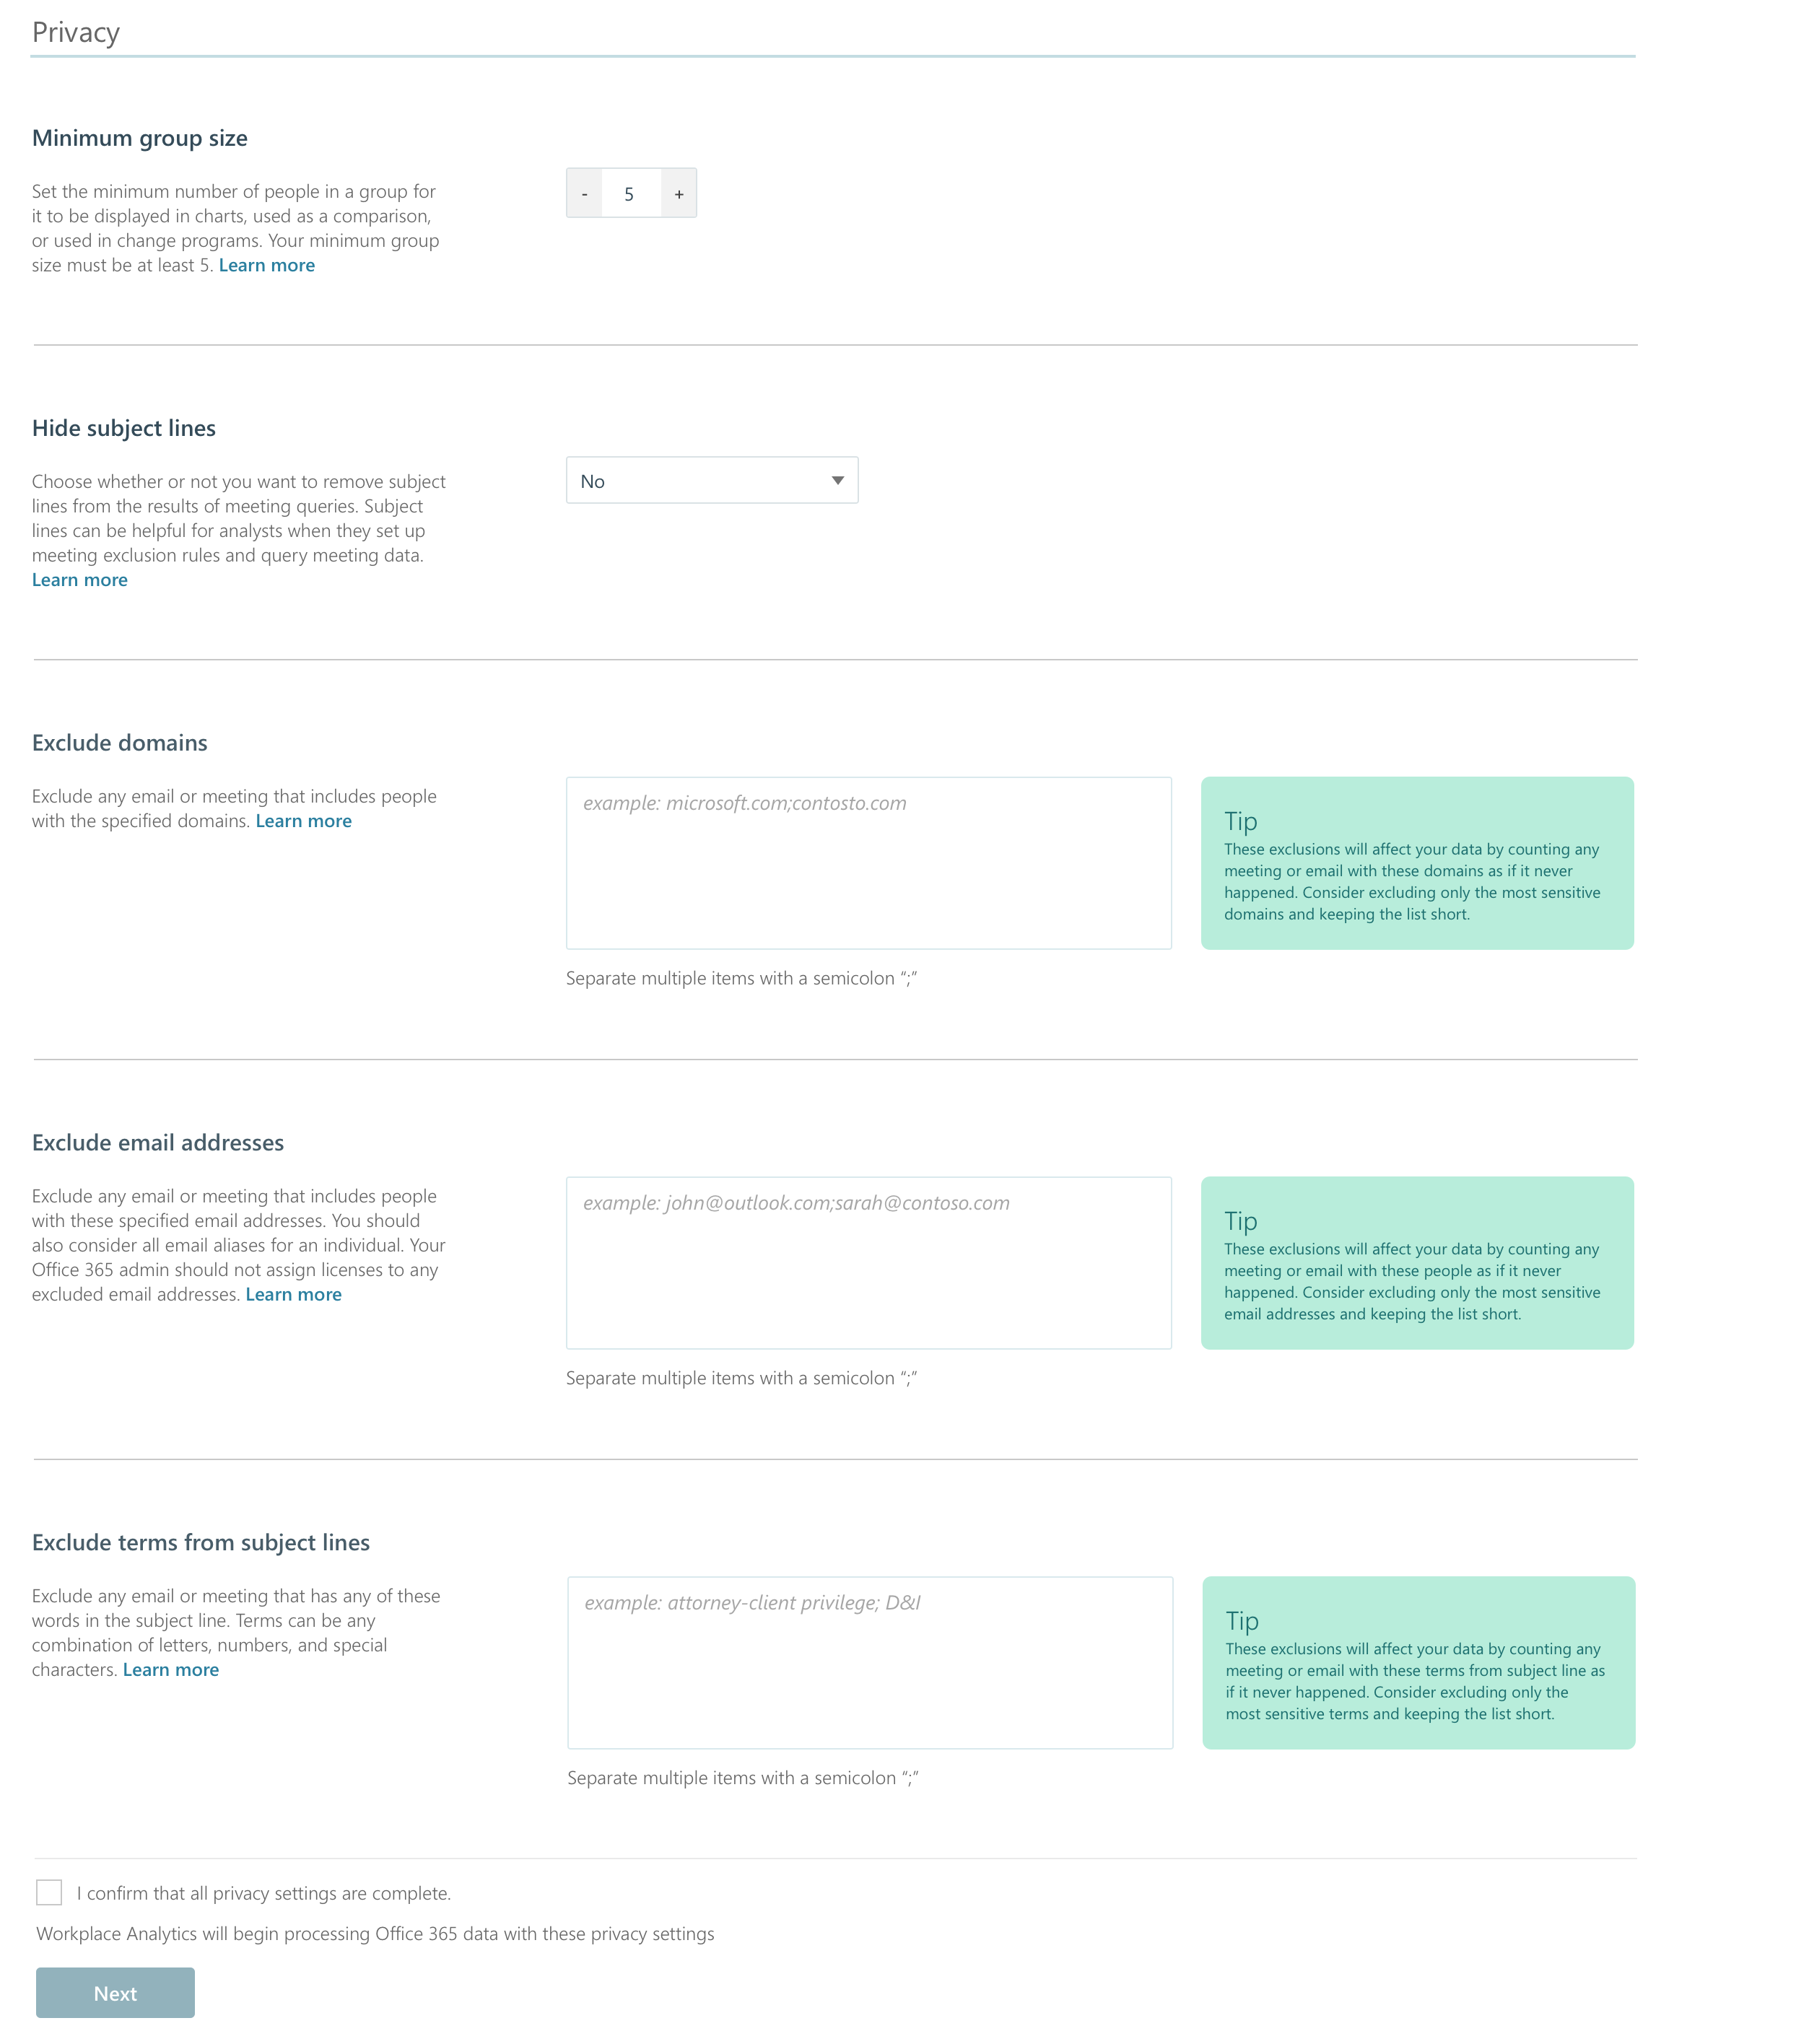 Privacy
Minimum group size
Set the minimum number of people in a group for
it to be displayed in charts, used as a comparison,
or used in change programs. Your minimum group
size must be at least 5. Learn more
- 5 +
Hide subject lines
Choose whether or not you want to remove subject
lines from the results of meeting queries. Subject
lines can be helpful for analysts when they set up
meeting exclusion rules and query meeting data.
Learn more
No
Exclude domains
Exclude any email or meeting that includes people
with the specified domains. Learn more
example: microsoft.com;contosto.com
Separate multiple items with a semicolon “;”
Tip
These exclusions will affect your data by counting any
meeting or email with these domains as if it never
happened. Consider excluding only the most sensitive
domains and keeping the list short.
Exclude email addresses
Exclude any email or meeting that includes people
with these specified email addresses. You should
also consider all email aliases for an individual. Your
Office 365 admin should not assign licenses to any
excluded email addresses. Learn more
example: john@outlook.com;sarah@contoso.com
Separate multiple items with a semicolon “;”
Tip
These exclusions will affect your data by counting any
meeting or email with these people as if it never
happened. Consider excluding only the most sensitive
email addresses and keeping the list short.
Exclude terms from subject lines
Exclude any email or meeting that has any of these
words in the subject line. Terms can be any
combination of letters, numbers, and special
characters. Learn more
example: attorney-client privilege; D&I
Separate multiple items with a semicolon “;”
Tip
These exclusions will affect your data by counting any
meeting or email with these terms from subject line as
if it never happened. Consider excluding only the
most sensitive terms and keeping the list short.
I confirm that all privacy settings are complete.
Workplace Analytics will begin processing Office 365 data with these privacy settings
Next